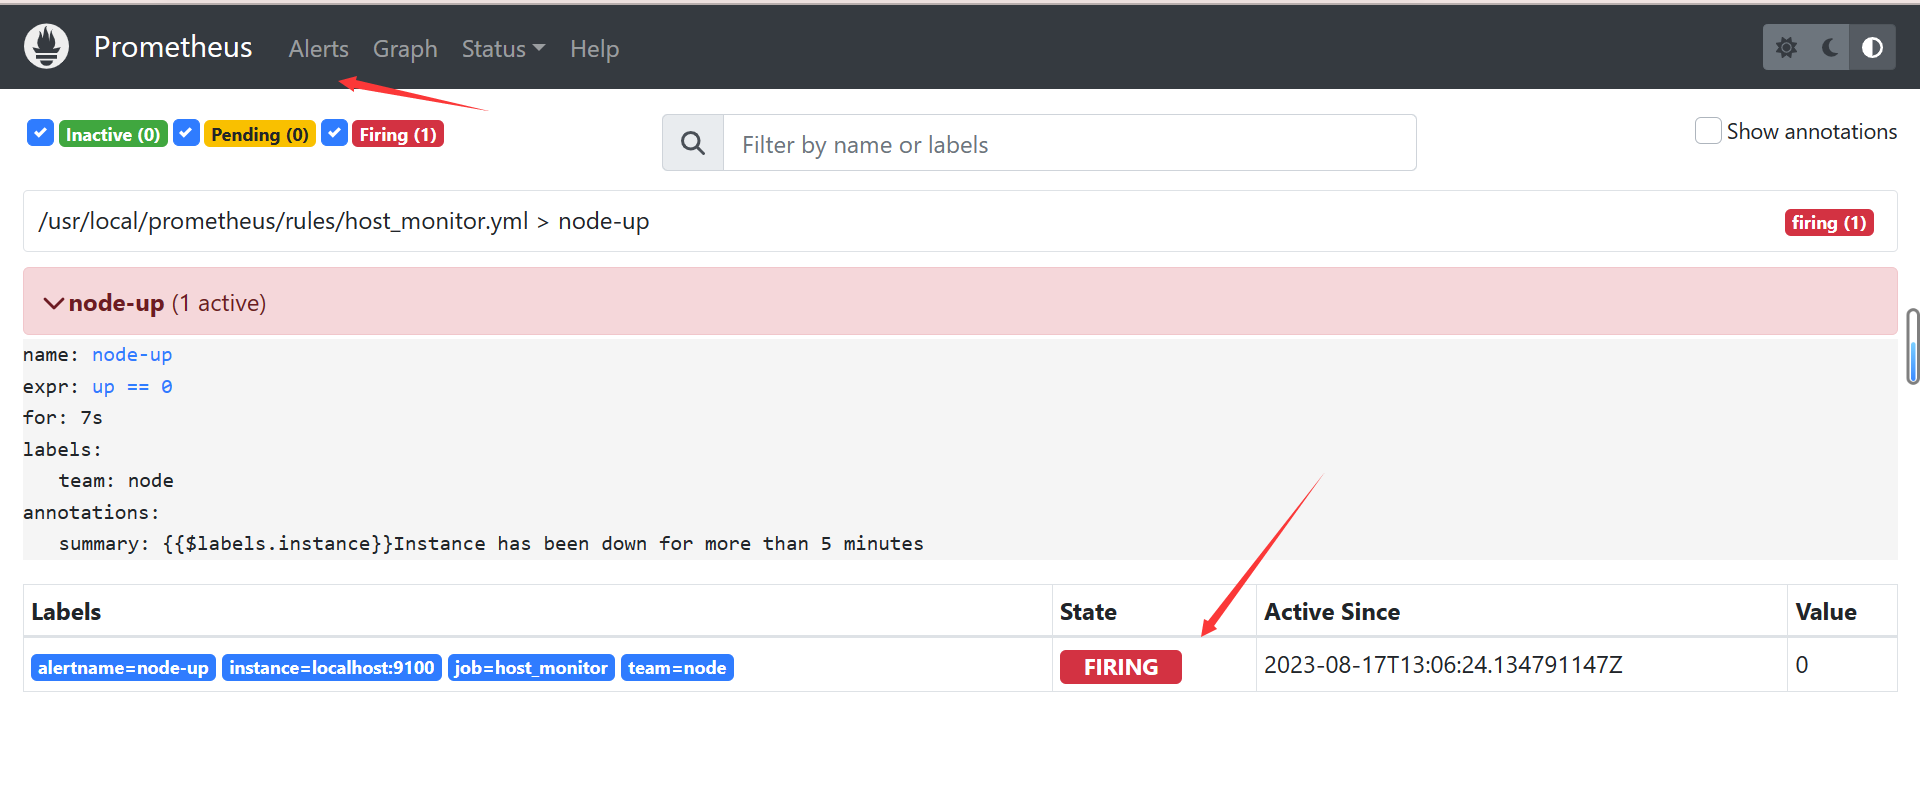 Prometheus Alerts Graph Status Help
Inactive (0) Pending (0) Firing (1) Filter by name or labels Show annotations
/usr/local/prometheus/rules/host_monitor.yml > node-up firing (1)
node-up (1 active)
name: node-up
expr: up == 0
for: 7s
labels:
team: node
annotations:
summary: {{$labels.instance}}Instance has been down for more than 5 minutes
Labels State Active Since Value
alertname=node-up instance=localhost:9100 job=host_monitor team=node FIRING 2023-08-17T13:06:24.134791147Z 0